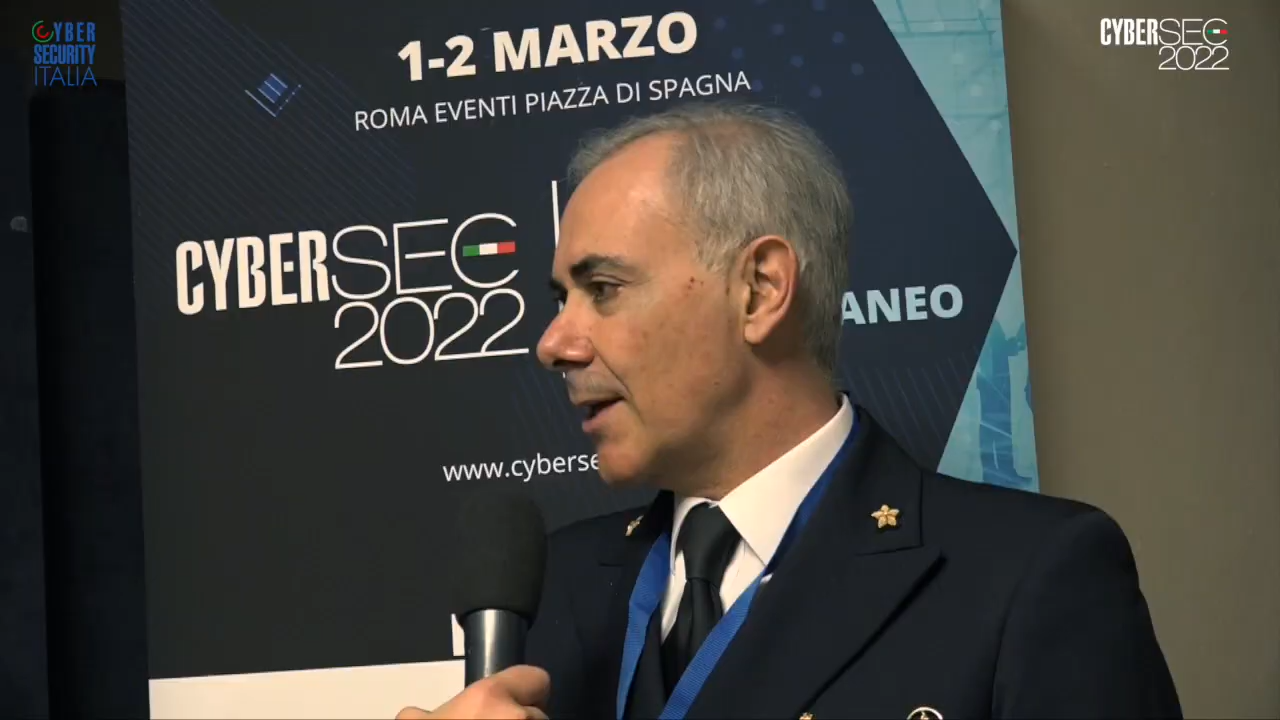 CYBER
SECURITY
ITALIA
CYBERSEC
2022
1-2 MARZO
ROMA EVENTI PIAZZA DI SPAGNA
CYBERSEC
2022
ANEO
www.cyberse